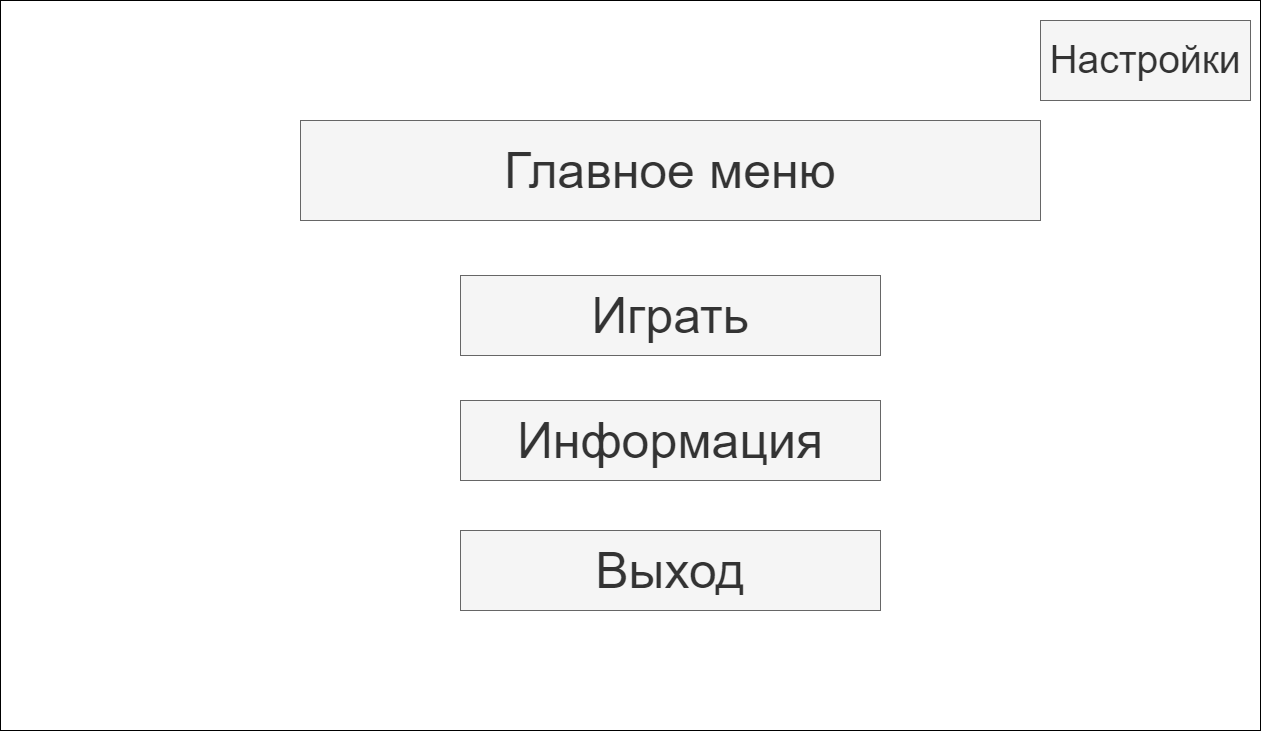 Настройки
Главное меню
Играть
Информация
Выход